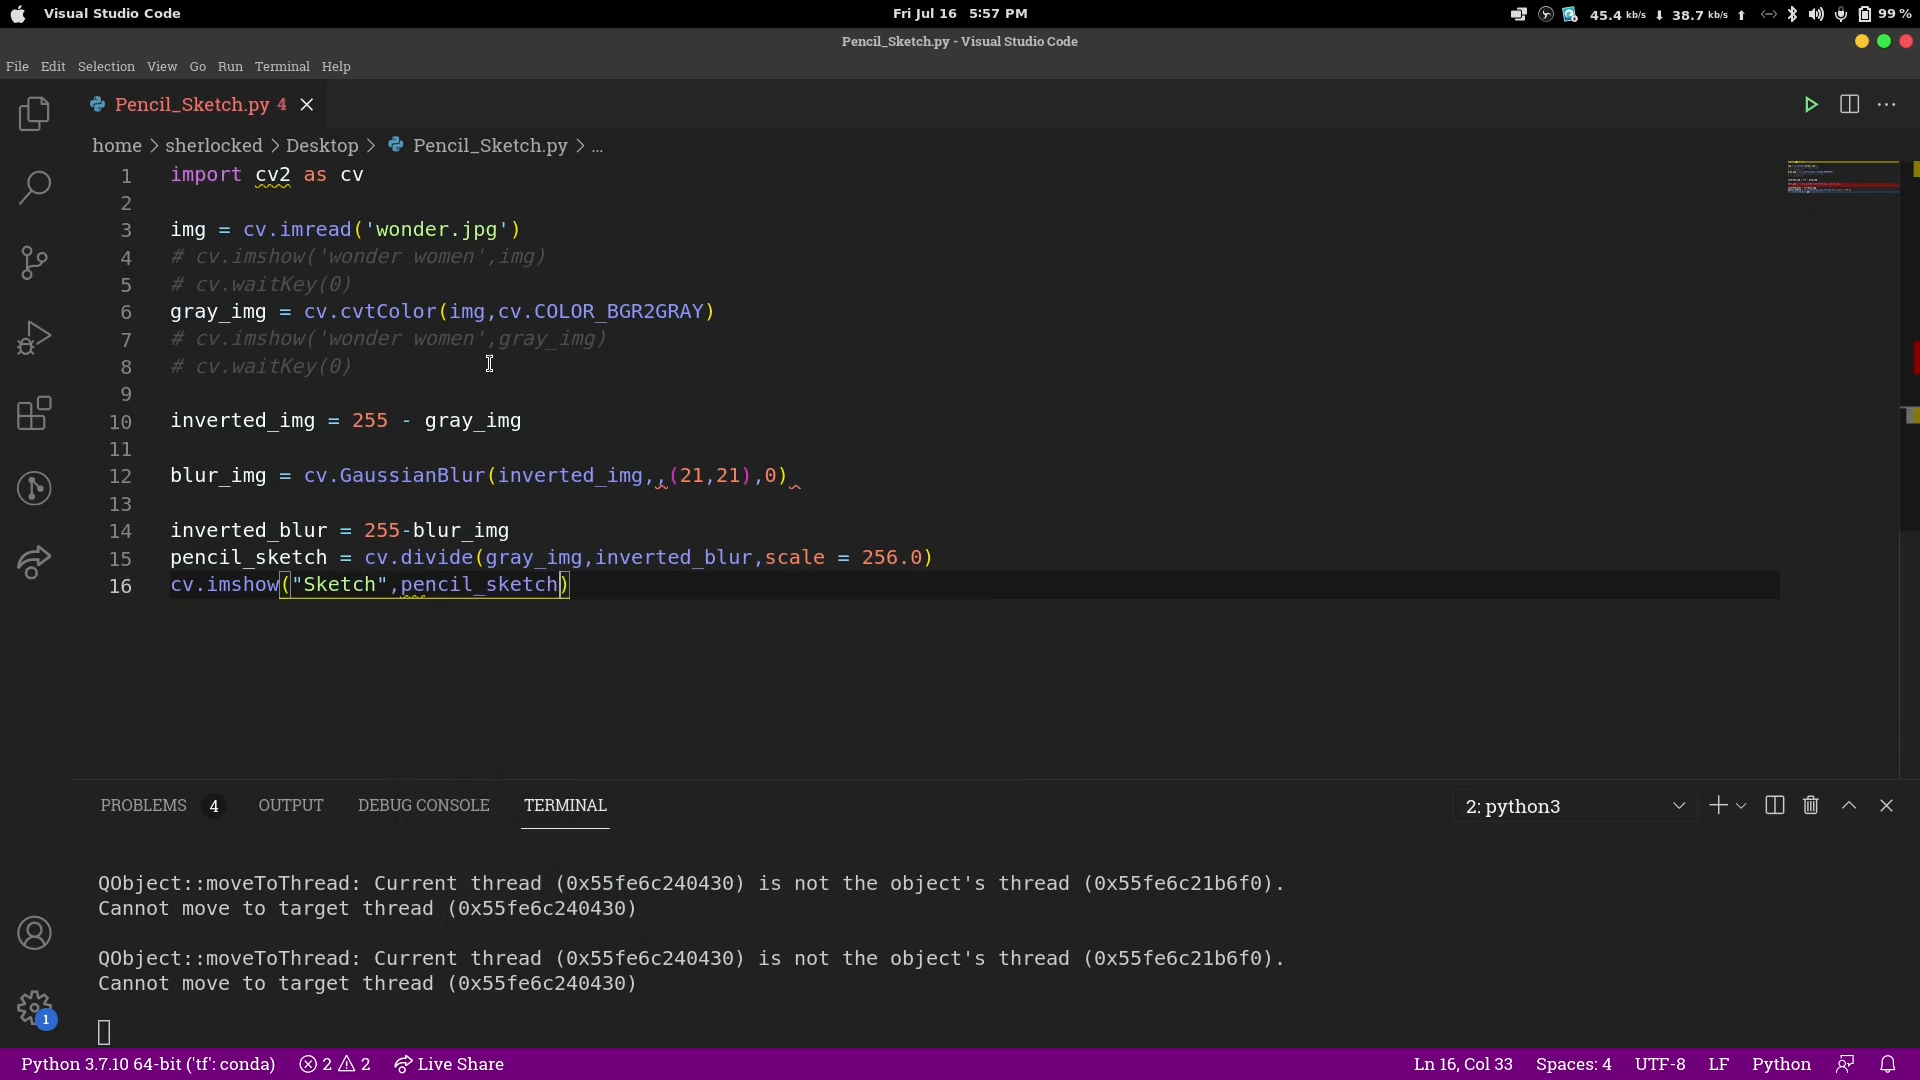 Visual Studio Code Fri Jul 16 5:57 PM 45.4 kb/s ↓ 38.7 kb/s ↑ 99 %
Pencil_Sketch.py - Visual Studio Code
File Edit Selection View Go Run Terminal Help
Pencil_Sketch.py 4
home > sherlocked > Desktop > Pencil_Sketch.py > ...
1 import cv2 as cv
2
3 img = cv.imread('wonder.jpg')
4 # cv.imshow('wonder women',img)
5 # cv.waitKey(0)
6 gray_img = cv.cvtColor(img,cv.COLOR_BGR2GRAY)
7 # cv.imshow('wonder women',gray_img)
8 # cv.waitKey(0)
9
10 inverted_img = 255 - gray_img
11
12 blur_img = cv.GaussianBlur(inverted_img,,(21,21),0)
13
14 inverted_blur = 255-blur_img
15 pencil_sketch = cv.divide(gray_img,inverted_blur,scale = 256.0)
16 cv.imshow("Sketch",pencil_sketch)
PROBLEMS 4 OUTPUT DEBUG CONSOLE TERMINAL 2: python3
QObject::moveToThread: Current thread (0x55fe6c240430) is not the object's thread (0x55fe6c21b6f0).
Cannot move to target thread (0x55fe6c240430)
QObject::moveToThread: Current thread (0x55fe6c240430) is not the object's thread (0x55fe6c21b6f0).
Cannot move to target thread (0x55fe6c240430)
1
Python 3.7.10 64-bit ('tf': conda) 2 2 Live Share Ln 16, Col 33 Spaces: 4 UTF-8 LF Python